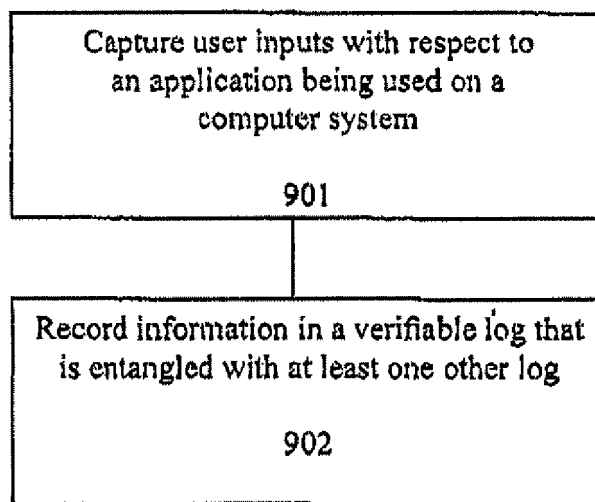 Capture user inputs with respect to
an application being used on a
computer system
901
Record information in a verifiable log that
is entangled with at least one other log
902